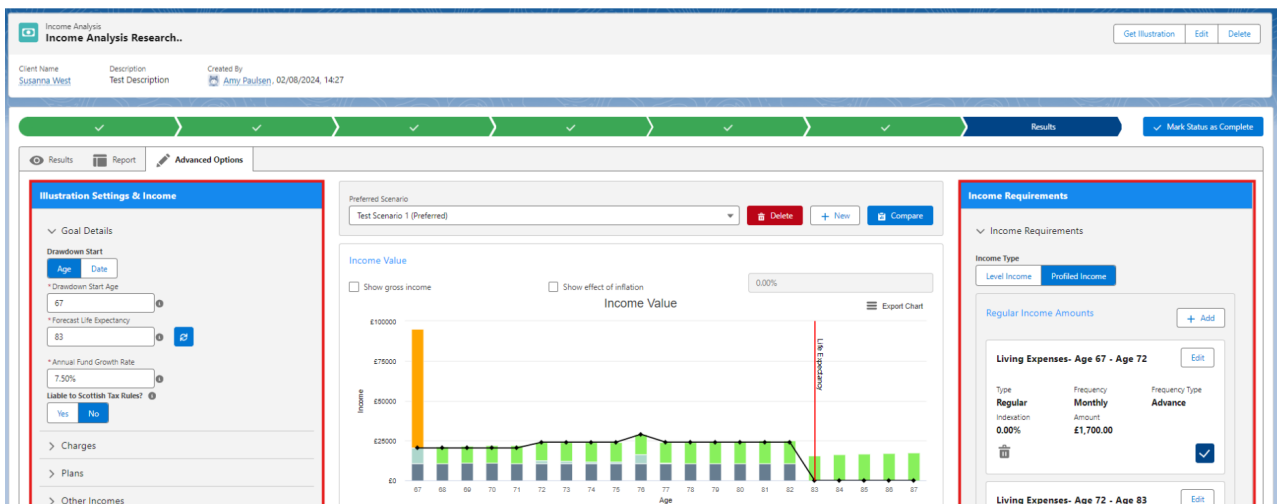 Income Analysis
Income Analysis Research..
Get Illustration Edit Delete
Client Name Description Created By
Susanna West Test Description Amy Paulsen, 02/08/2024, 14:27
Results
Mark Status as Complete
Results Report Advanced Options
Illustration Settings & Income
Goal Details
Drawdown Start
Age Date
*Drawdown Start Age
67
*Forecast Life Expectancy
83
*Annual Fund Growth Rate
7.50%
Liable to Scottish Tax Rules?
Yes No
Charges
Plans
Other Incomes
Preferred Scenario
Test Scenario 1 (Preferred)
Delete + New Compare
Income Value
Show gross income Show effect of inflation 0.00%
Income Value
Export Chart
£100000
£75000
£50000
£25000
£0
Income
Life Expectancy
67 68 69 70 71 72 73 74 75 76 77 78 79 80 81 82 83 84 85 86 87
Age
Income Requirements
Income Requirements
Income Type
Level Income Profiled Income
Regular Income Amounts
+ Add
Living Expenses- Age 67 - Age 72
Edit
Type Frequency Frequency Type
Regular Monthly Advance
Indexation Amount
0.00% £1,700.00
Living Expenses- Age 72 - Age 83
Edit